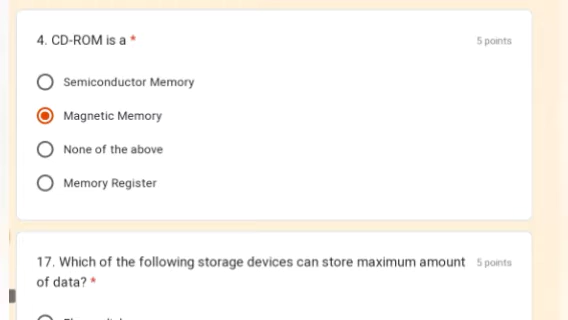 4. CD-ROM is a *
5 points
Semiconductor Memory
Magnetic Memory
None of the above
Memory Register
17. Which of the following storage devices can store maximum amount
5 points
of data? *